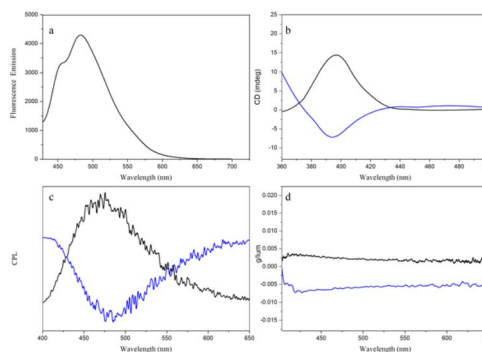 a
Fluorescence Emission
5000
4000
3000
2000
1000
0
450 500 550 600 650 700
Wavelength (nm)
b
CD (mdeg)
25
20
15
10
5
0
-5
-10
-15
360 380 400 420 440 460 480
Wavelength (nm)
c
CPL
400 450 500 550 600 650
Wavelength (nm)
d
glum
0.020
0.015
0.010
0.005
0.000
-0.005
-0.010
-0.015
450 500 550 600 650
Wavelength (nm)